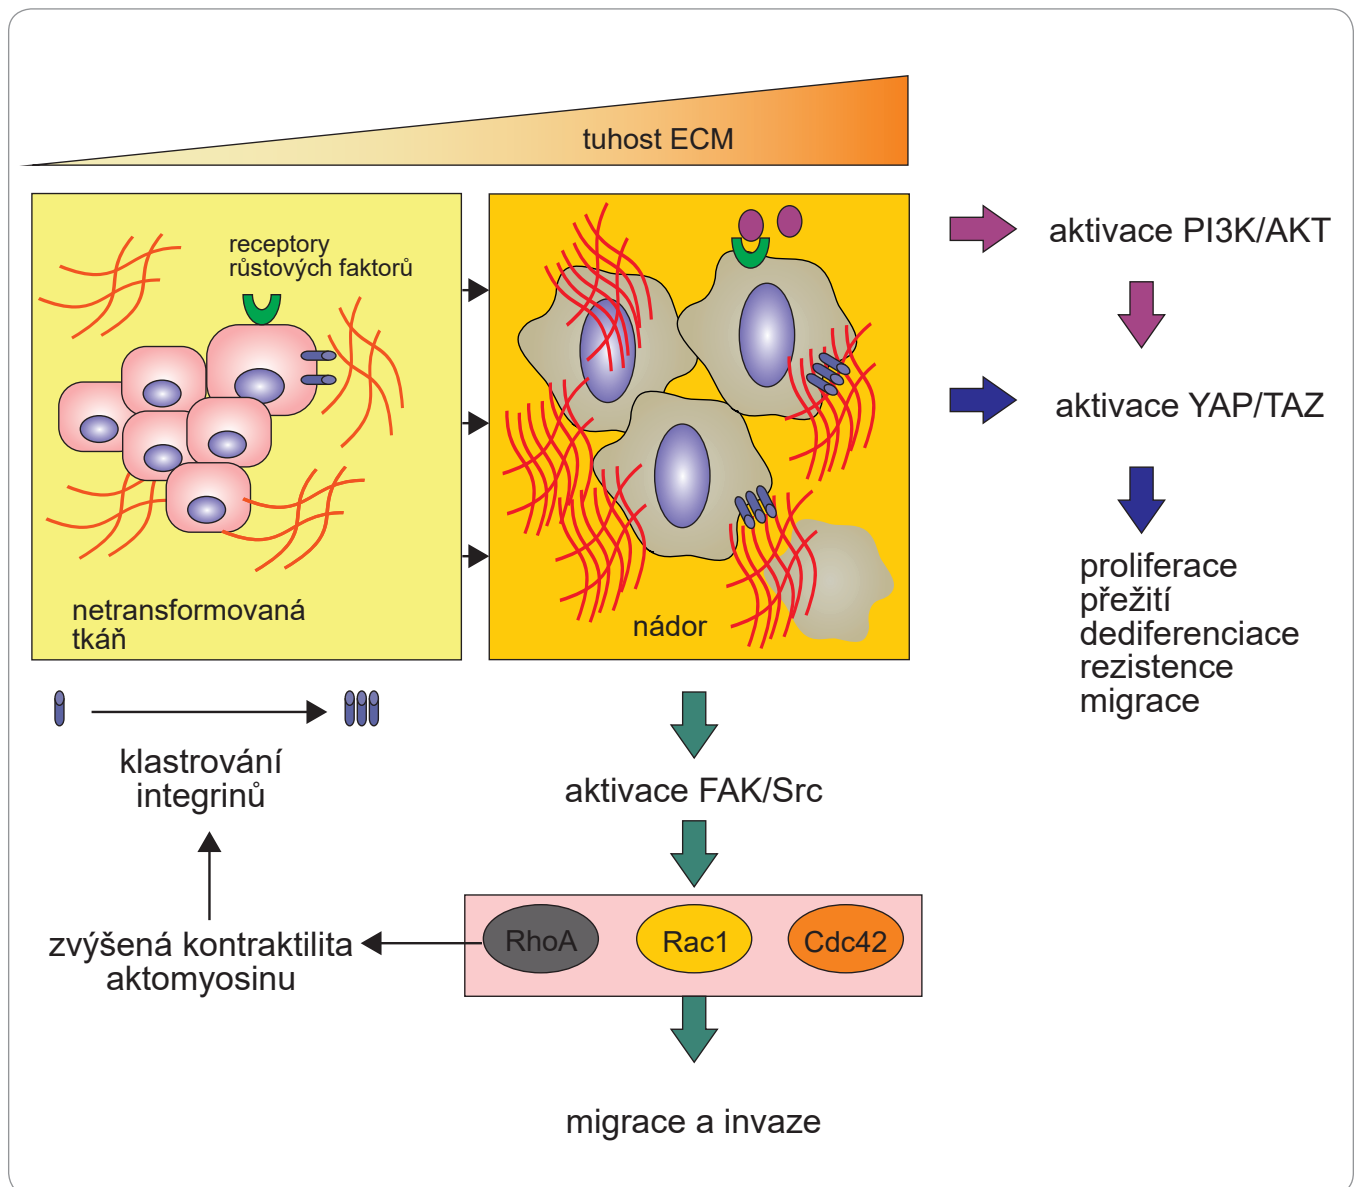 tuhost ECM
receptory
růstových faktorů
netransformovaná
tkáň
nádor
aktivace PI3K/AKT
aktivace YAP/TAZ
proliferace
přežití
dediferenciace
rezistence
migrace
klastrování
integrinů
aktivace FAK/Src
zvýšená kontraktilita
aktomyosinu
RhoA
Rac1
Cdc42
migrace a invaze